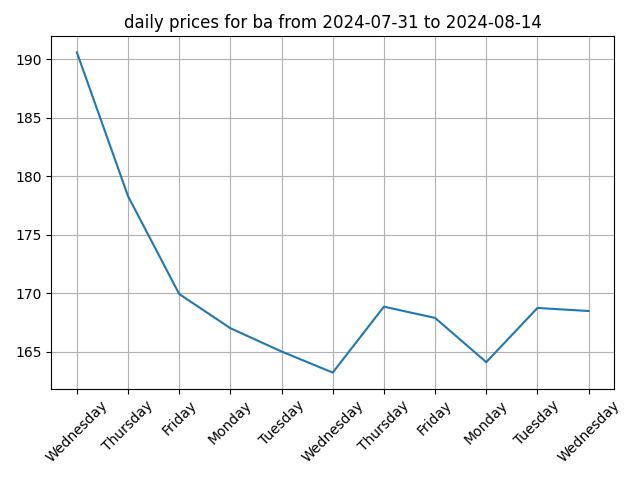 daily prices for ba from 2024-07-31 to 2024-08-14
190
185
180
175
170
165
Wednesday
Thursday
Friday
Monday
Tuesday
Wednesday
Thursday
Friday
Monday
Tuesday
Wednesday